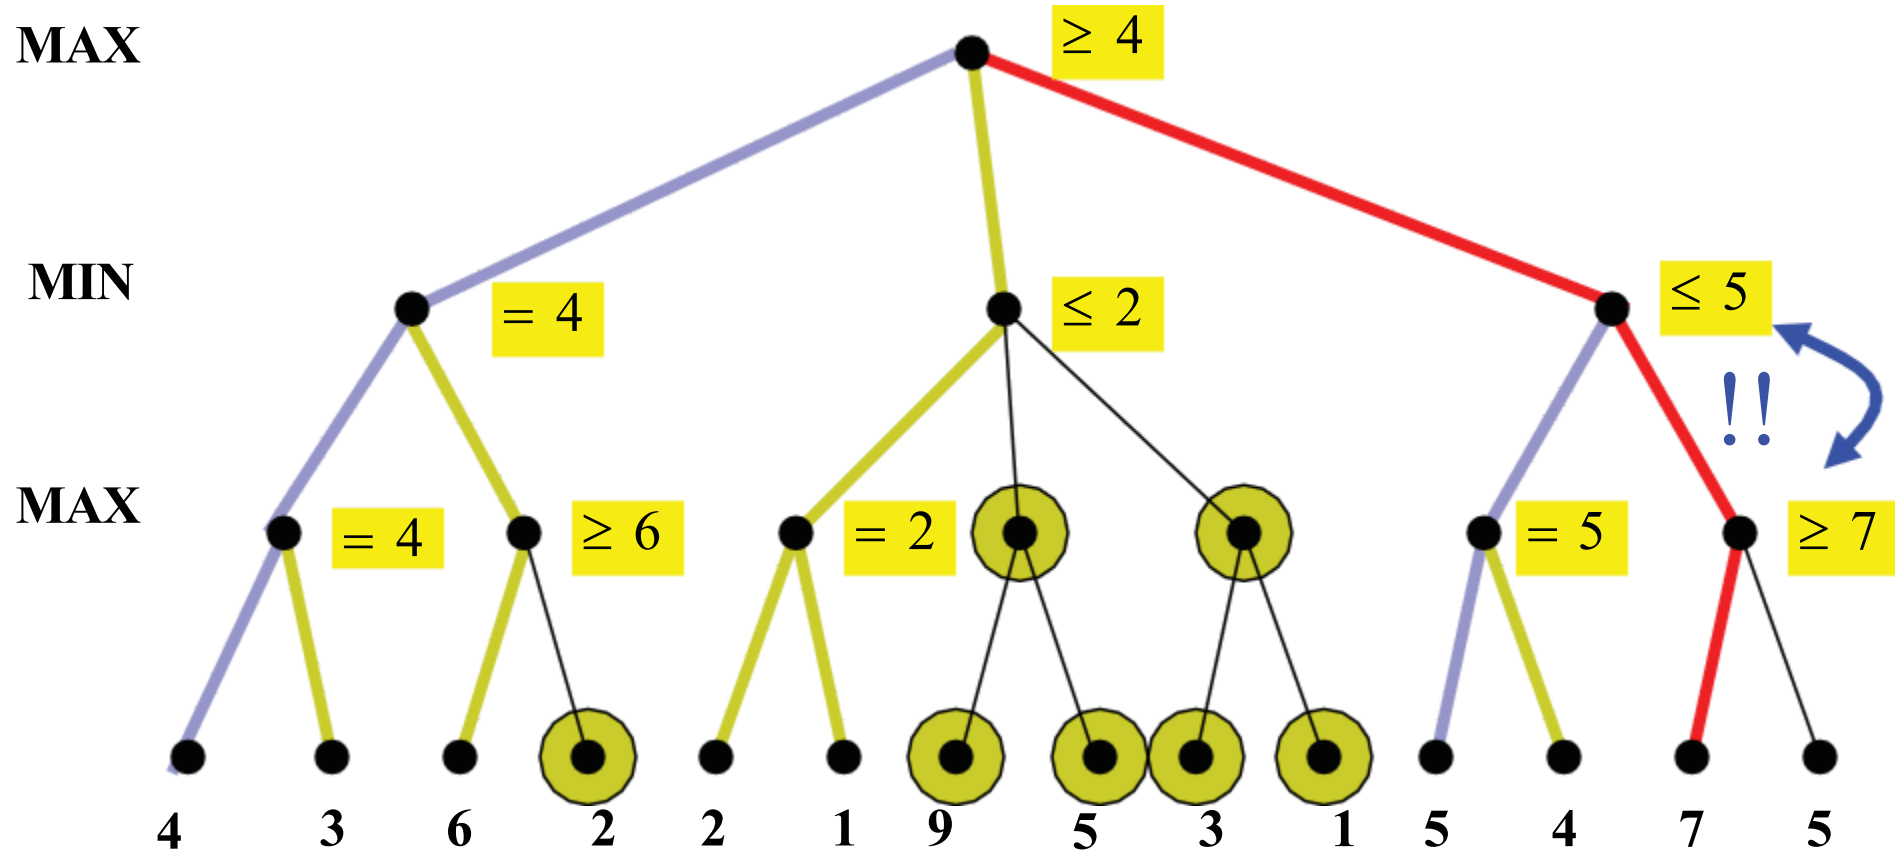 MAX ≥ 4
MIN = 4 ≤ 2 ≤ 5
!!
MAX = 4 ≥ 6 = 2 = 5 ≥ 7
4 3 6 2 2 1 9 5 3 1 5 4 7 5